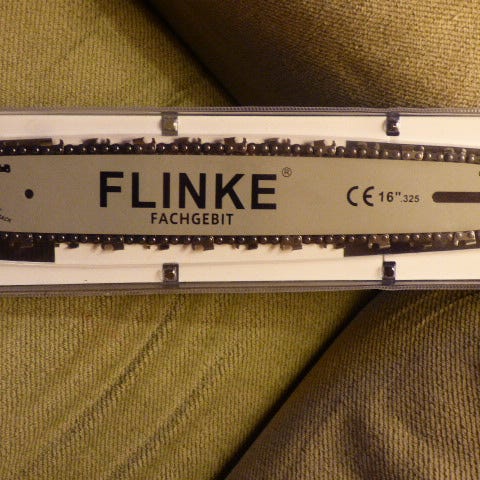 FLINKE®
FACHGEBIT
CE 16" .325